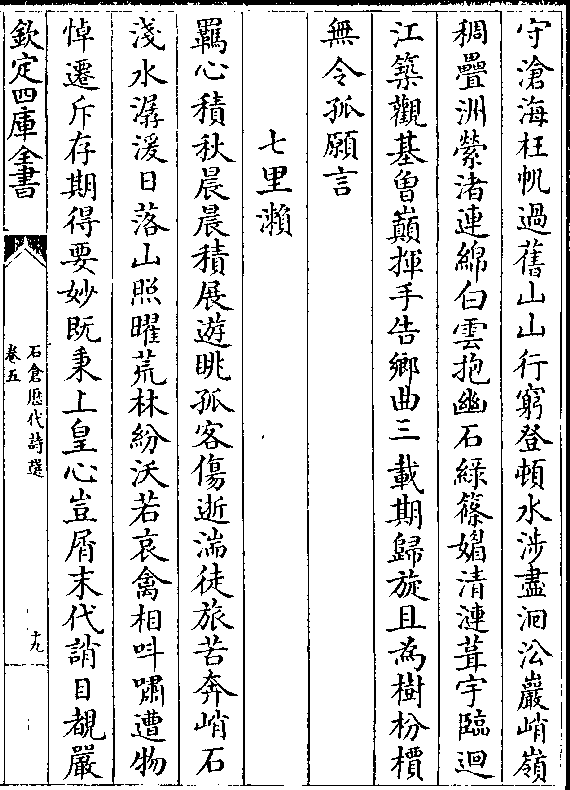 守滄海枉帆過舊山山行窮登頓水涉盡洄沿巖峭嶺
稠疊洲縈渚連綿白雲抱幽石綠篠媚清漣葺宇臨迴
江築觀基曾巔揮手告鄉曲三載期歸旋且為樹枌檟
無令孤願言
七里瀨
羈心積秋晨晨積展遊眺孤客傷逝湍徒旅苦奔峭石
淺水潺湲日落山照曜荒林紛沃若哀禽相叫嘯遭物
悼遷斥存期得要妙既秉上皇心豈屑末代誚目覩嚴
欽定四庫全書
石倉歷代詩選
卷五
十九